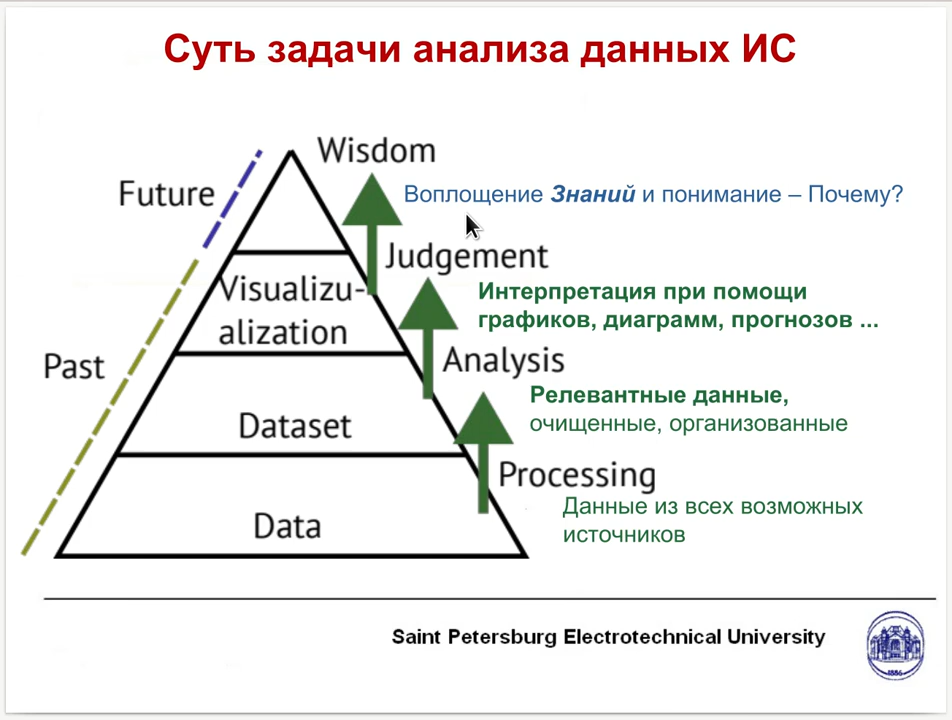 Суть задачи анализа данных ИС
Wisdom
Future
Воплощение Знаний и понимание – Почему?
Judgement
Visualizu-
alization
Интерпретация при помощи
графиков, диаграмм, прогнозов ...
Past
Analysis
Релевантные данные,
очищенные, организованные
Dataset
Processing
Данные из всех возможных
источников
Data
Saint Petersburg Electrotechnical University
1886